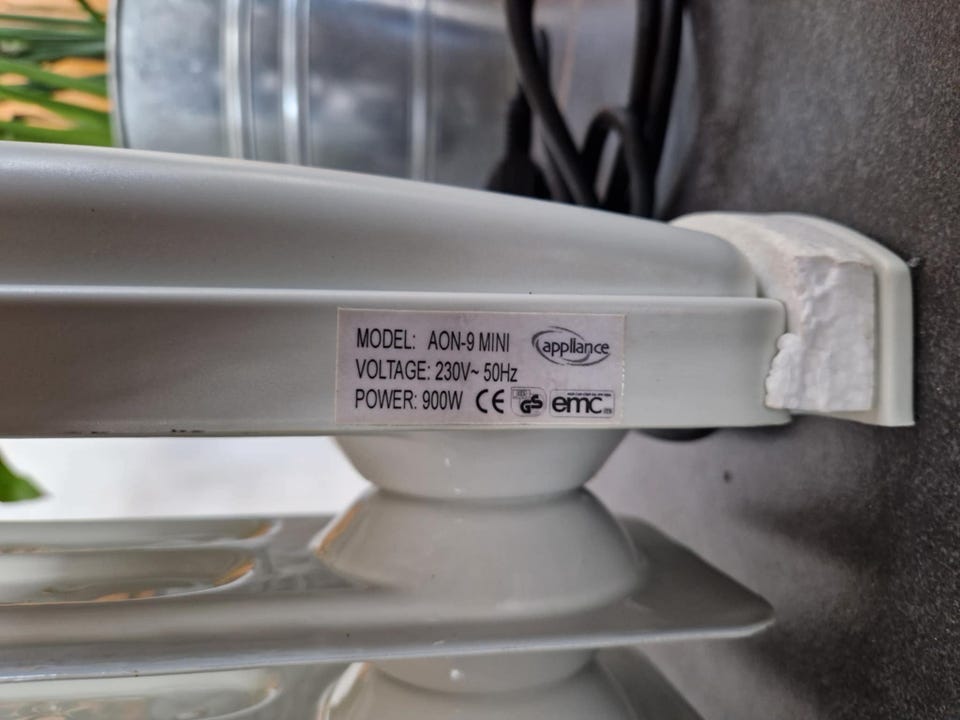 MODEL: AON-9 MINI
appliance
VOLTAGE: 230V~ 50Hz
POWER: 900W CE GS emc